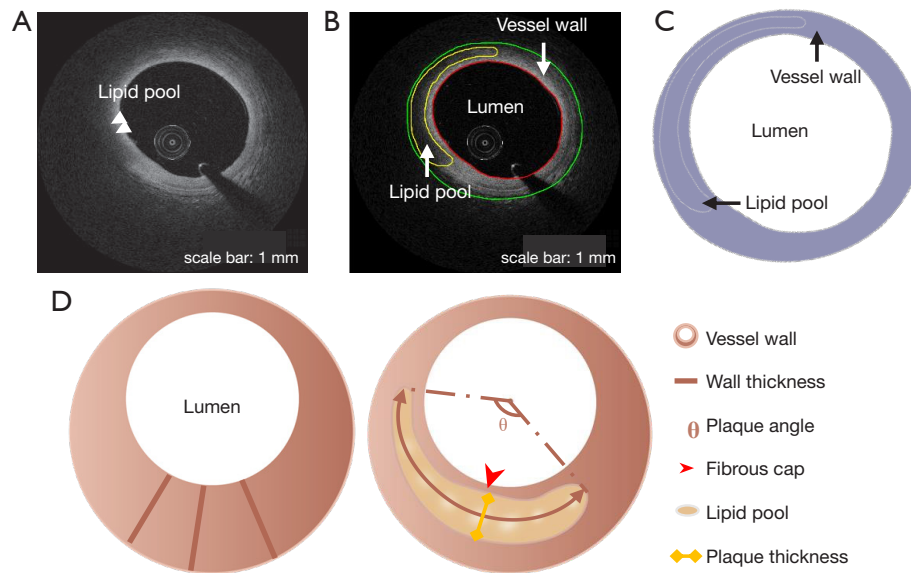 A
Lipid pool
scale bar: 1 mm
B
Vessel wall
Lumen
Lipid pool
scale bar: 1 mm
C
Vessel wall
Lumen
Lipid pool
D
Lumen
θ
Vessel wall
Wall thickness
θ Plaque angle
Fibrous cap
Lipid pool
Plaque thickness